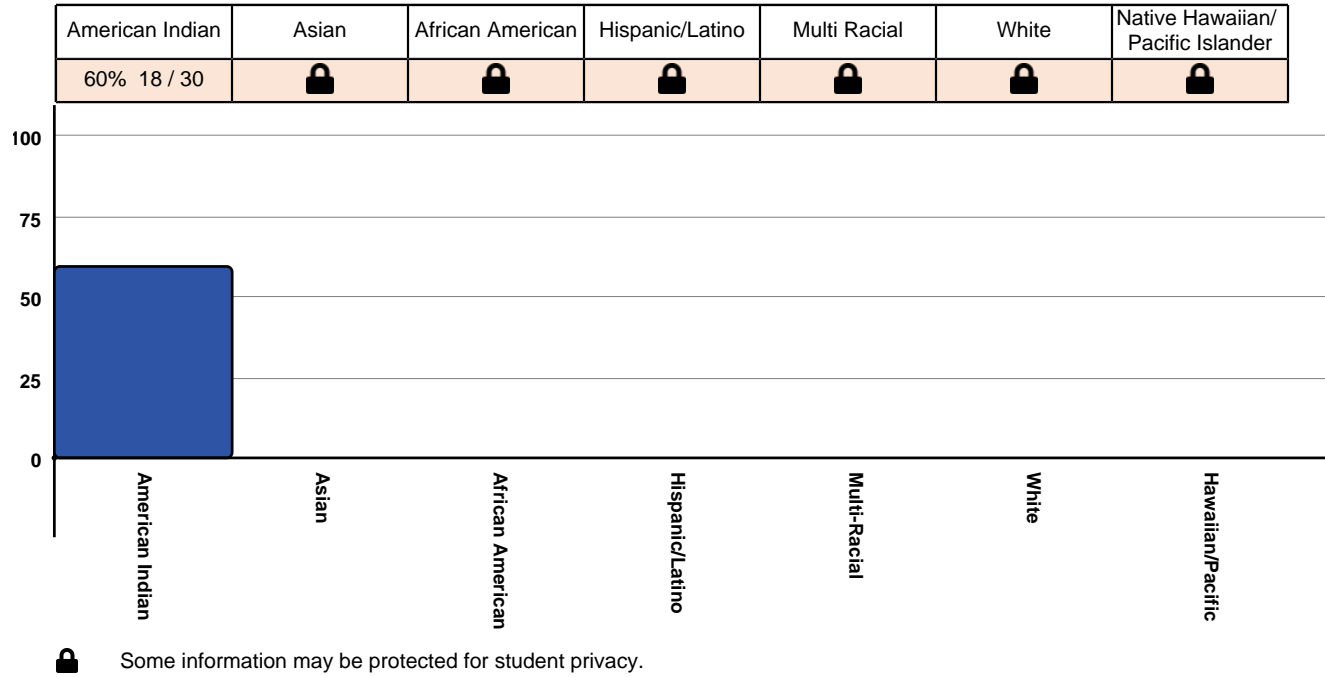 American Indian Asian African American Hispanic/Latino Multi Racial White Native Hawaiian/
Pacific Islander
60% 18 / 30
100
75
50
25
0
American Indian
Asian
African American
Hispanic/Latino
Multi-Racial
White
Hawaiian/Pacific
Some information may be protected for student privacy.